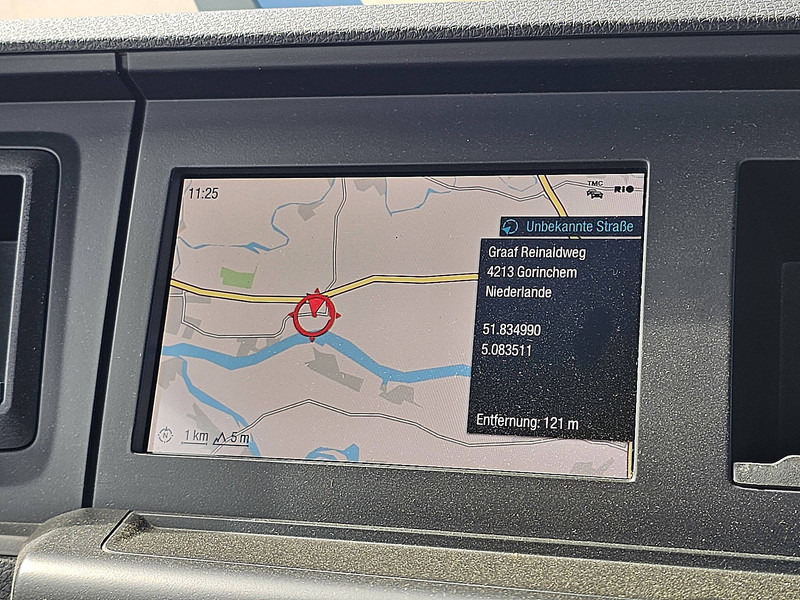 11:25
TMC
RIO
Unbekannte Straße
Graaf Reinaldweg
4213 Gorinchem
Niederlande
51.834990
5.083511
Entfernung: 121 m
N 1 km 5 m